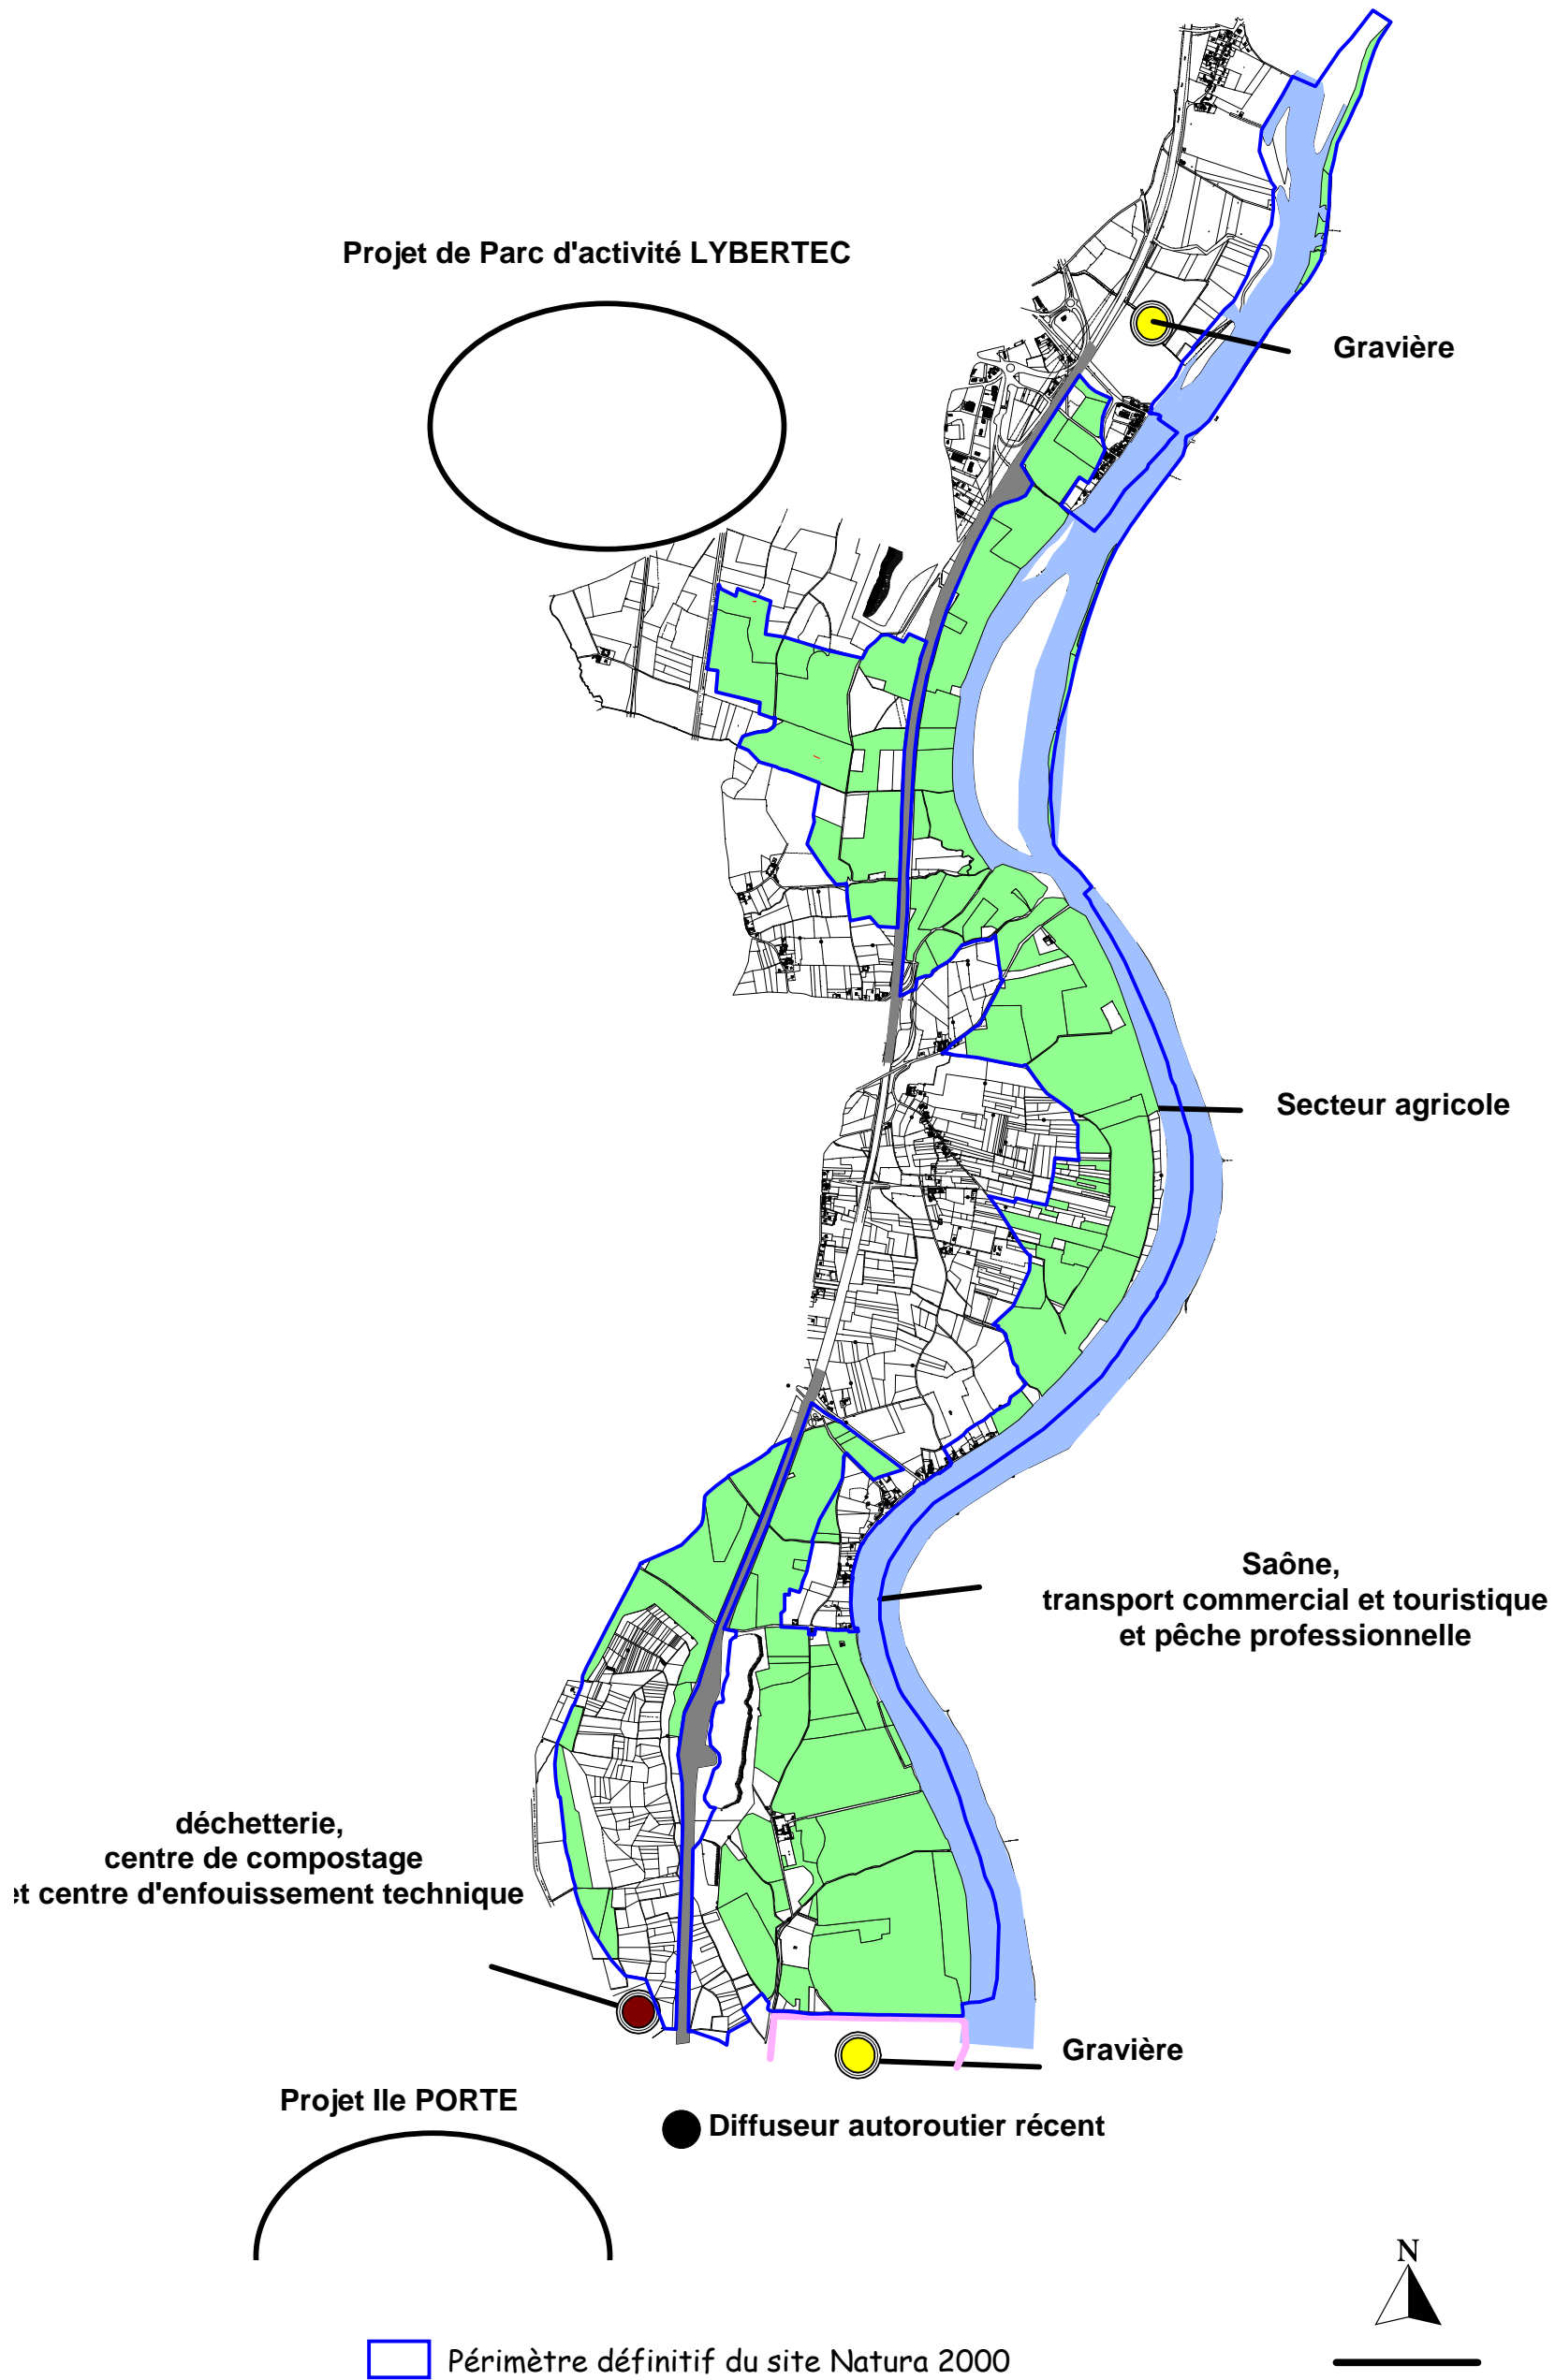 Projet de Parc d'activité LYBERTEC
Gravière
Secteur agricole
Saône,
transport commercial et touristique
et pêche professionnelle
déchetterie,
centre de compostage
et centre d'enfouissement technique
Gravière
Projet Ile PORTE
Diffuseur autoroutier récent
N
Périmètre définitif du site Natura 2000